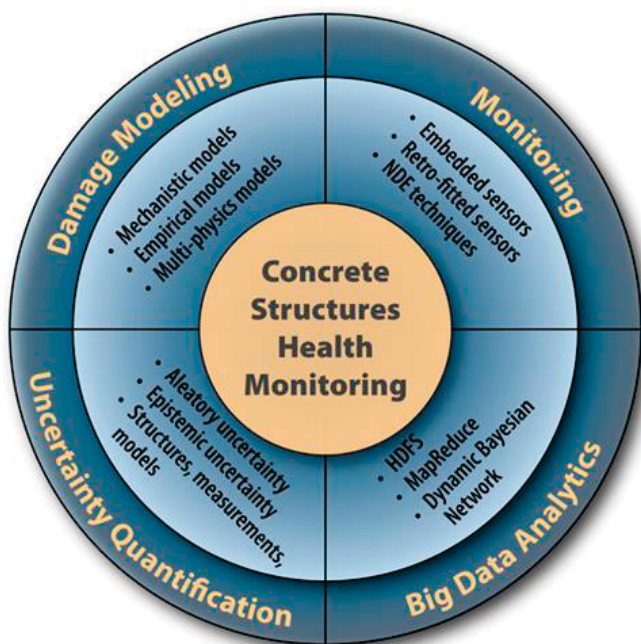 Damage Modeling
• Mechanistic models
• Empirical models
• Multi-physics models
Monitoring
• Embedded sensors
• Retro-fitted sensors
• NDE techniques
Concrete
Structures
Health
Monitoring
Uncertainty Quantification
• Aleatory uncertainty
• Epistemic uncertainty
• Structures, measurements,
models
Big Data Analytics
• HDFS
• MapReduce
• Dynamic Bayesian
Network